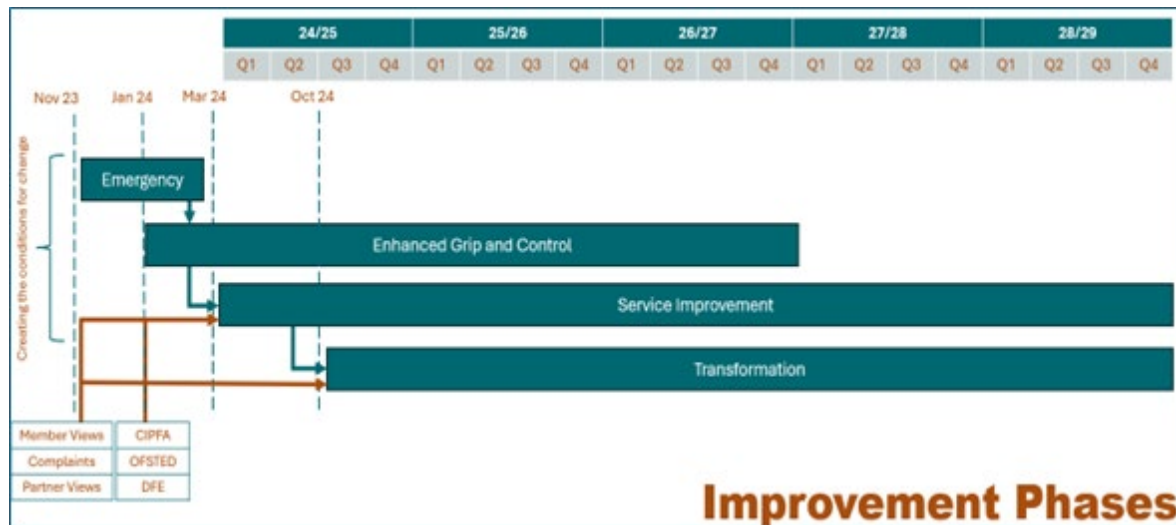 24/25 25/26 26/27 27/28 28/29
Q1 Q2 Q3 Q4 Q1 Q2 Q3 Q4 Q1 Q2 Q3 Q4 Q1 Q2 Q3 Q4 Q1 Q2 Q3 Q4
Nov 23 Jan 24 Mar 24 Oct 24
Creating the conditions for change
Emergency
Enhanced Grip and Control
Service Improvement
Transformation
Member Views CIPFA
Complaints OFSTED
Partner Views DFE
Improvement Phases